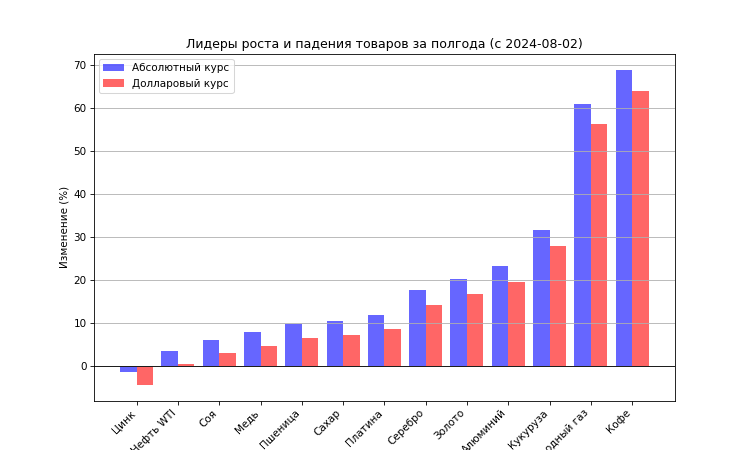 Лидеры роста и падения товаров за полгода (с 2024-08-02)
Абсолютный курс
Долларовый курс
Изменение (%)
70
60
50
40
30
20
10
0
Цинк
Нефть WTI
Соя
Медь
Пшеница
Сахар
Платина
Серебро
Золото
Алюминий
Кукуруза
газ
Кофе